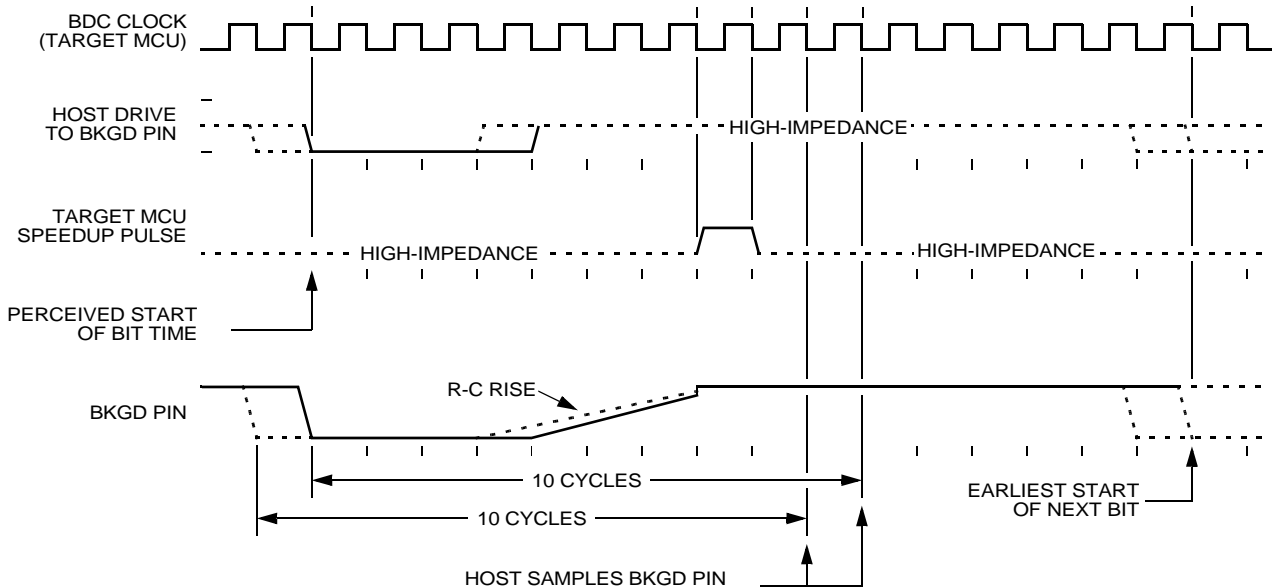 BDC CLOCK
(TARGET MCU)
HOST DRIVE
TO BKGD PIN
HIGH-IMPEDANCE
TARGET MCU
SPEEDUP PULSE
HIGH-IMPEDANCE
HIGH-IMPEDANCE
PERCEIVED START
OF BIT TIME
R-C RISE
BKGD PIN
10 CYCLES
EARLIEST START
OF NEXT BIT
10 CYCLES
HOST SAMPLES BKGD PIN